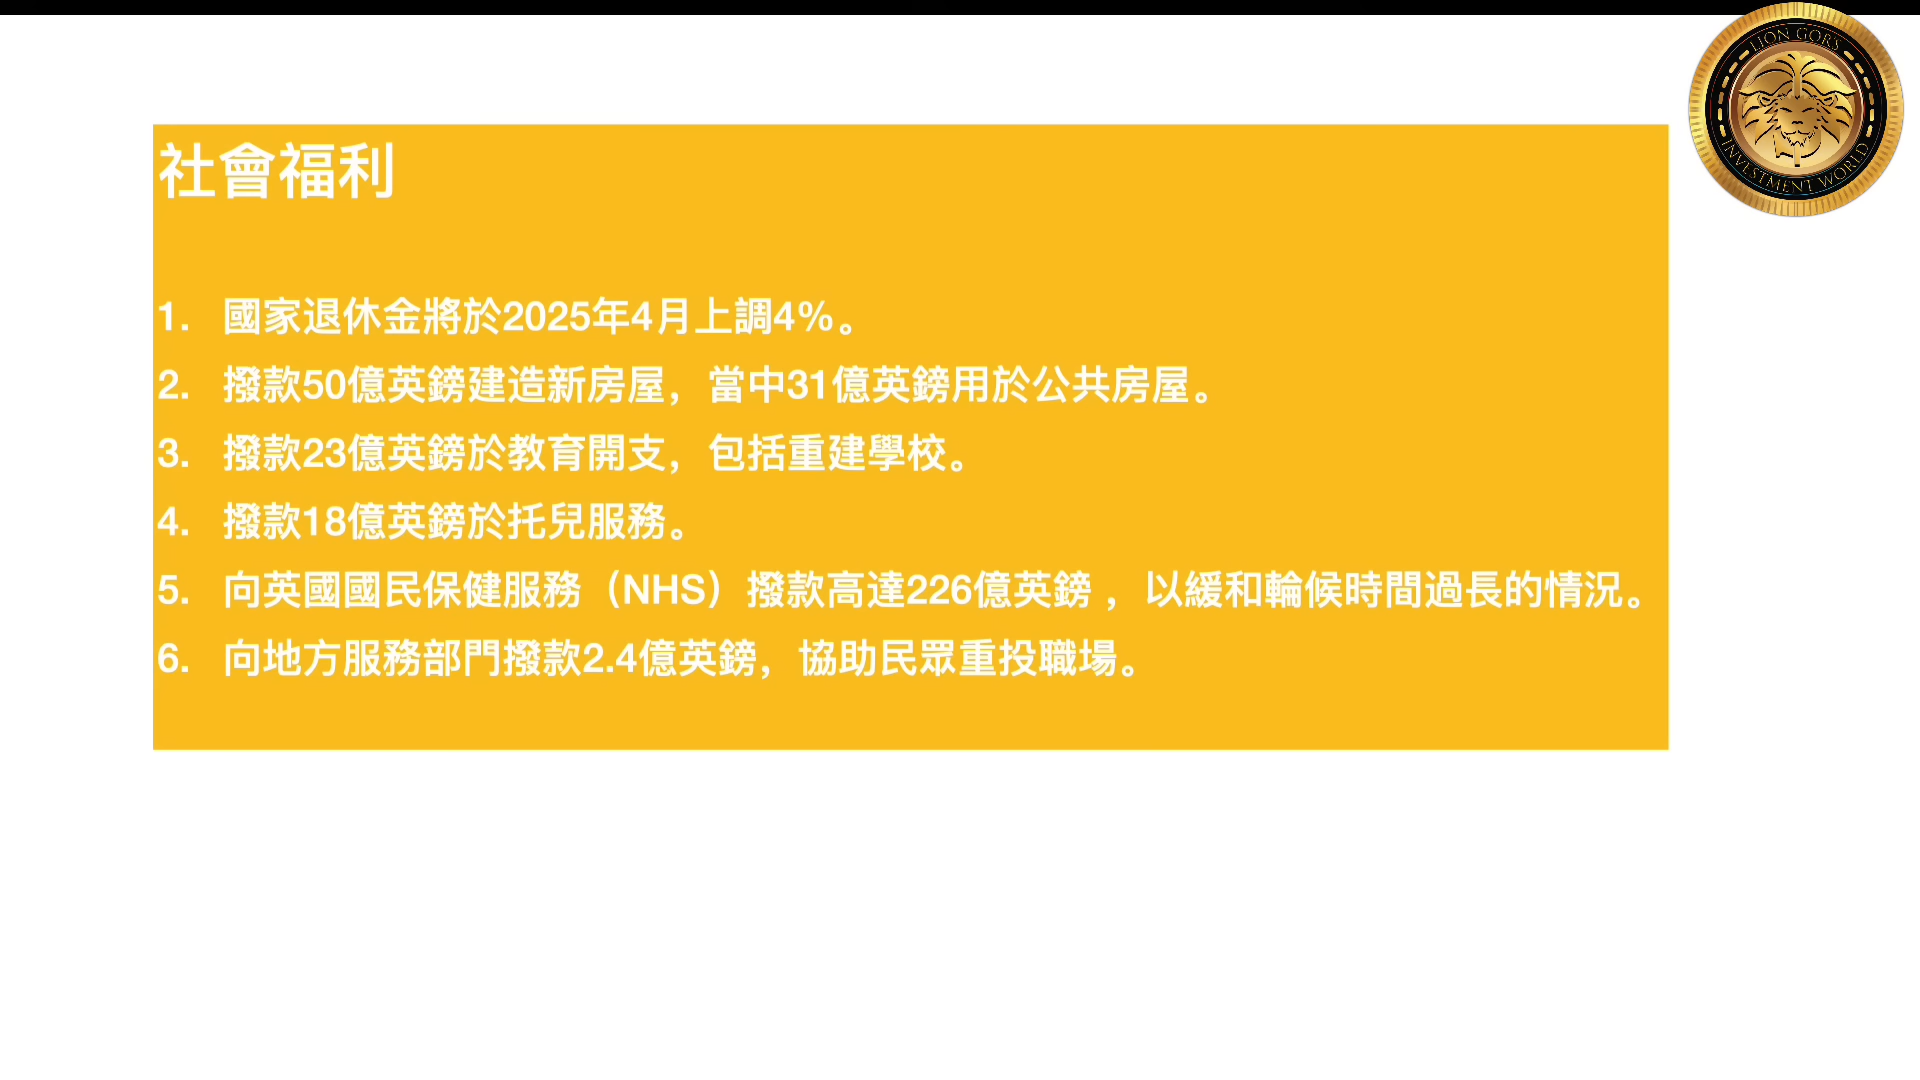 LION GORS
INVESTMENT WORLD
社會福利
1. 國家退休金將於2025年4月上調4%。
2. 撥款50億英鎊建造新房屋，當中31億英鎊用於公共房屋。
3. 撥款23億英鎊於教育開支，包括重建學校。
4. 撥款18億英鎊於托兒服務。
5. 向英國國民保健服務（NHS）撥款高達226億英鎊 ，以緩和輪候時間過長的情況。
6. 向地方服務部門撥款2.4億英鎊，協助民眾重投職場。